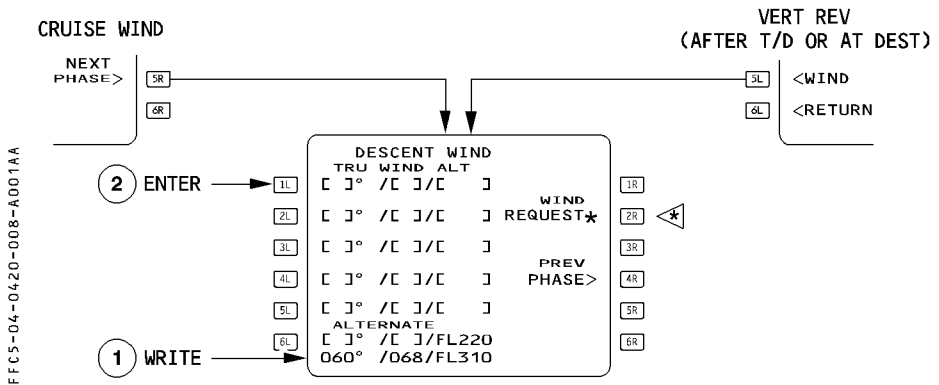 CRUISE WIND
NEXT
PHASE>
5R
6R
VERT REV
(AFTER T/D OR AT DEST)
5L
<WIND
6L
<RETURN
FFC5-04-0420-008-A001AA
DESCENT WIND
TRU WIND ALT
2 ENTER
1L
[ ]° /[ ]/[ ]
1R
WIND
2L
[ ]° /[ ]/[ ] REQUEST*
2R
*
3L
[ ]° /[ ]/[ ]
3R
PREV
4L
[ ]° /[ ]/[ ] PHASE>
4R
5L
[ ]° /[ ]/[ ]
5R
ALTERNATE
6L
[ ]° /[ ]/FL220
6R
1 WRITE
060° /068/FL310